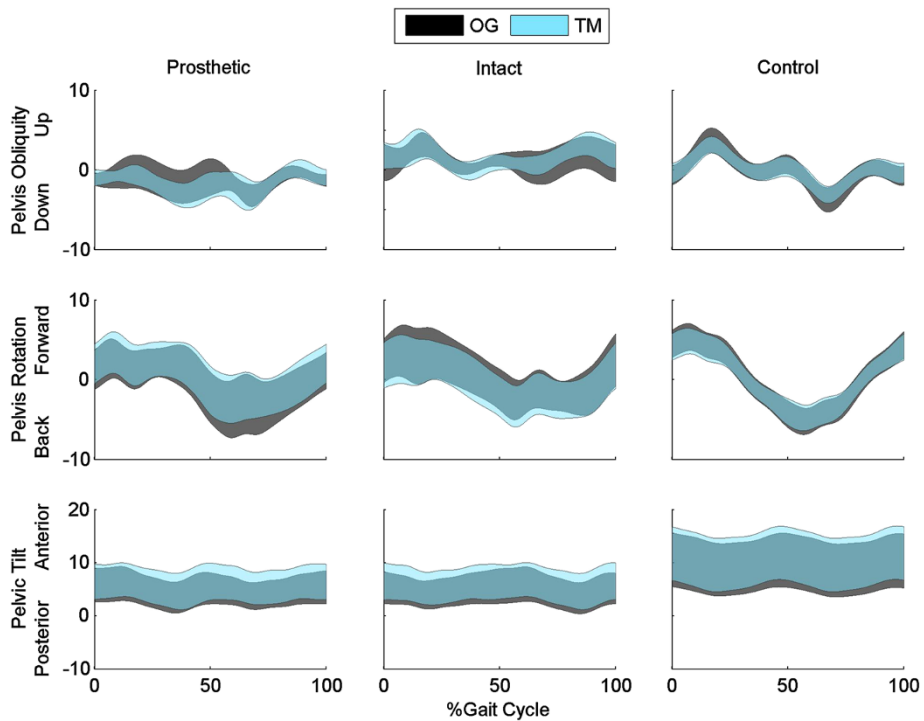 OG TM
Prosthetic Intact Control
Pelvis Obliquity
Down Up
10
0
-10
Pelvis Rotation
Back Forward
10
0
-10
Pelvic Tilt
Posterior Anterior
20
10
0
-10
0 50 100 0 50 100 0 50 100
%Gait Cycle